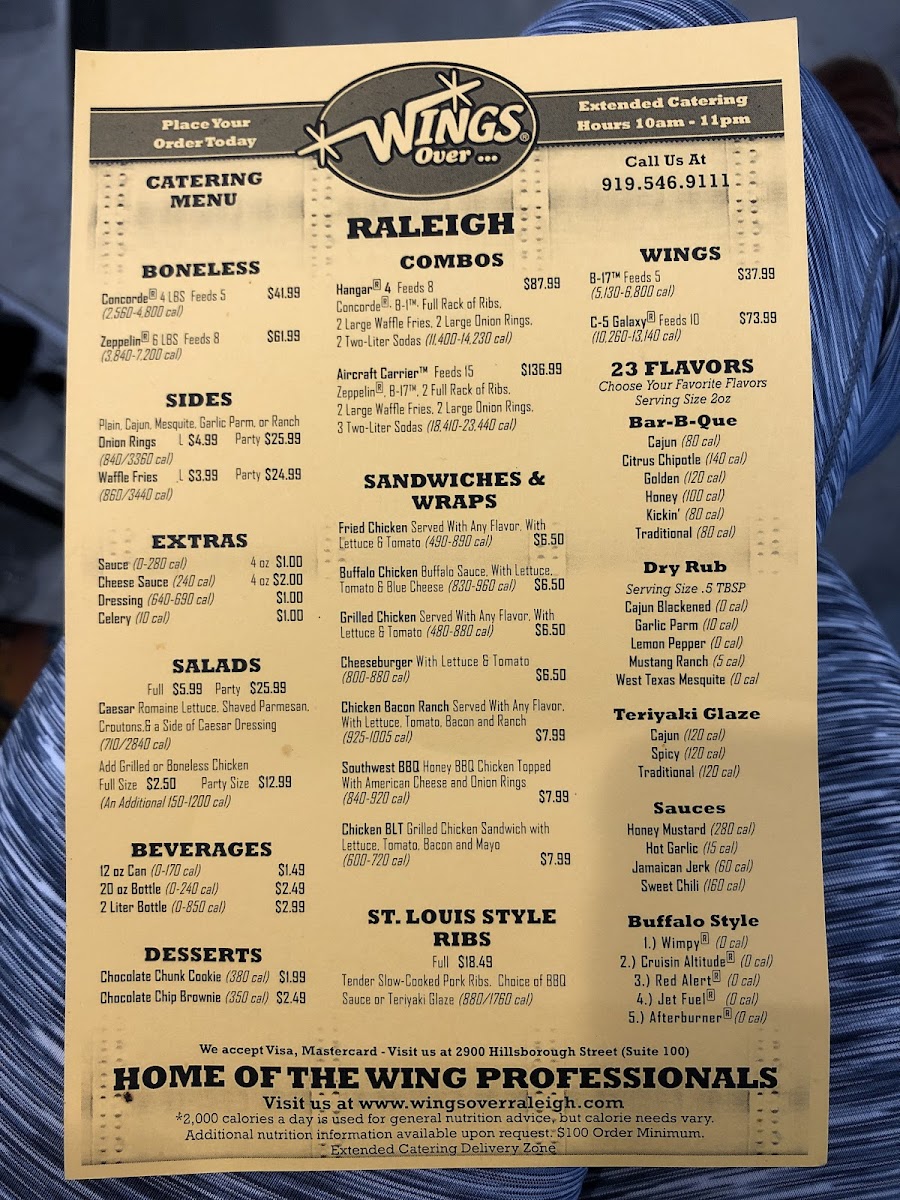 Place Your
Order Today
WINGS®
Over ...
Extended Catering
Hours 10am - 11pm
CATERING
MENU
Call Us At
919.546.9111
RALEIGH
BONELESS
Concorde® 4 LBS Feeds 5 $41.99
(2,560-4,800 cal)
Zeppelin® 6 LBS Feeds 8 $61.99
(3,840-7,200 cal)
SIDES
Plain, Cajun, Mesquite, Garlic Parm, or Ranch
Onion Rings L $4.99 Party $25.99
(840/3360 cal)
Waffle Fries L $3.99 Party $24.99
(860/3440 cal)
EXTRAS
Sauce (0-280 cal) 4 oz $1.00
Cheese Sauce (240 cal) 4 oz $2.00
Dressing (640-690 cal) $1.00
Celery (10 cal) $1.00
SALADS
Full $5.99 Party $25.99
Caesar Romaine Lettuce, Shaved Parmesan,
Croutons,& a Side of Caesar Dressing
(710/2840 cal)
Add Grilled or Boneless Chicken
Full Size $2.50 Party Size $12.99
(An Additional 150-1200 cal)
BEVERAGES
12 oz Can (0-170 cal) $1.49
20 oz Bottle (0-240 cal) $2.49
2 Liter Bottle (0-850 cal) $2.99
DESSERTS
Chocolate Chunk Cookie (380 cal) $1.99
Chocolate Chip Brownie (350 cal) $2.49
COMBOS
Hangar® 4 Feeds 8 $87.99
Concorde®, B-1™, Full Rack of Ribs,
2 Large Waffle Fries, 2 Large Onion Rings,
2 Two-Liter Sodas (11,400-14,230 cal)
Aircraft Carrier™ Feeds 15 $136.99
Zeppelin®, B-17™, 2 Full Rack of Ribs,
2 Large Waffle Fries, 2 Large Onion Rings,
3 Two-Liter Sodas (18,410-23,440 cal)
SANDWICHES &
WRAPS
Fried Chicken Served With Any Flavor, With
Lettuce & Tomato (490-890 cal) $6.50
Buffalo Chicken Buffalo Sauce, With Lettuce,
Tomato & Blue Cheese (830-960 cal) $6.50
Grilled Chicken Served With Any Flavor, With
Lettuce & Tomato (480-880 cal) $6.50
Cheeseburger With Lettuce & Tomato
(800-880 cal) $6.50
Chicken Bacon Ranch Served With Any Flavor,
With Lettuce, Tomato, Bacon and Ranch
(925-1005 cal) $7.99
Southwest BBQ Honey BBQ Chicken Topped
With American Cheese and Onion Rings
(840-920 cal) $7.99
Chicken BLT Grilled Chicken Sandwich with
Lettuce, Tomato, Bacon and Mayo
(600-720 cal) $7.99
ST. LOUIS STYLE
RIBS
Full $18.49
Tender Slow-Cooked Pork Ribs. Choice of BBQ
Sauce or Teriyaki Glaze (880/1760 cal)
WINGS
B-17™ Feeds 5 $37.99
(5,130-6,800 cal)
C-5 Galaxy® Feeds 10 $73.99
(10,260-13,140 cal)
23 FLAVORS
Choose Your Favorite Flavors
Serving Size 2oz
Bar-B-Que
Cajun (80 cal)
Citrus Chipotle (140 cal)
Golden (120 cal)
Honey (100 cal)
Kickin' (80 cal)
Traditional (80 cal)
Dry Rub
Serving Size .5 TBSP
Cajun Blackened (0 cal)
Garlic Parm (10 cal)
Lemon Pepper (0 cal)
Mustang Ranch (5 cal)
West Texas Mesquite (0 cal
Teriyaki Glaze
Cajun (120 cal)
Spicy (120 cal)
Traditional (120 cal)
Sauces
Honey Mustard (280 cal)
Hot Garlic (15 cal)
Jamaican Jerk (60 cal)
Sweet Chili (160 cal)
Buffalo Style
1.) Wimpy® (0 cal)
2.) Cruisin Altitude® (0 cal)
3.) Red Alert® (0 cal)
4.) Jet Fuel® (0 cal)
5.) Afterburner® (0 cal)
We accept Visa, Mastercard - Visit us at 2900 Hillsborough Street (Suite 100)
HOME OF THE WING PROFESSIONALS
Visit us at www.wingsoverraleigh.com
*2,000 calories a day is used for general nutrition advice, but calorie needs vary.
Additional nutrition information available upon request. $100 Order Minimum.
Extended Catering Delivery Zone